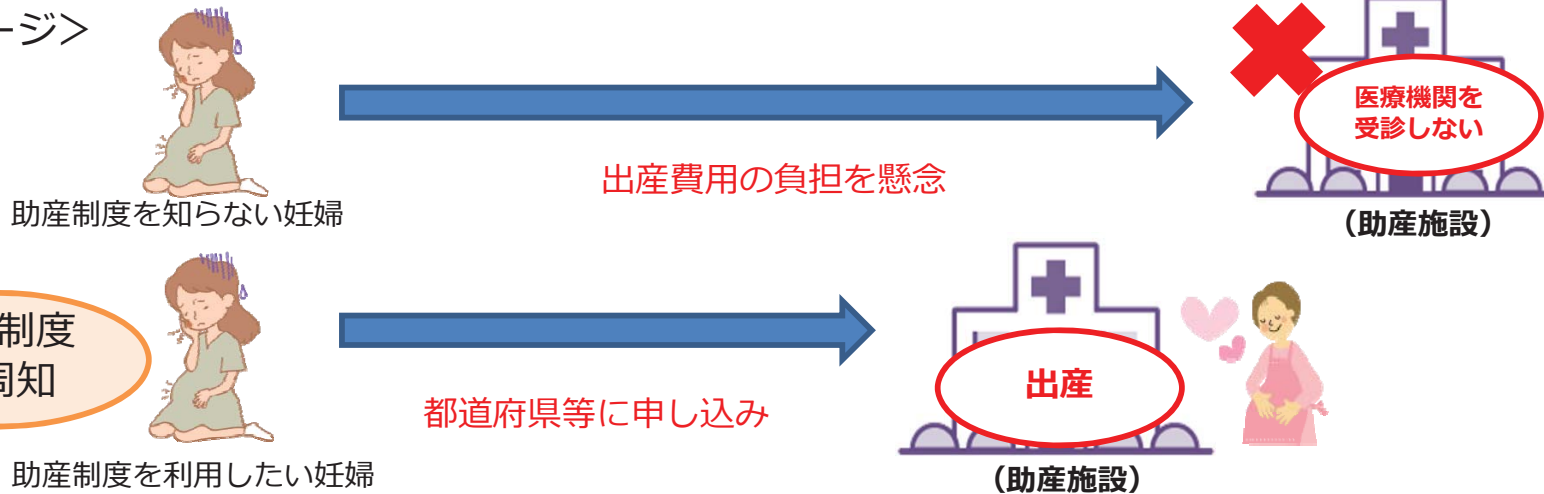 ージ＞
医療機関を
受診しない
出産費用の負担を懸念
助産制度を知らない妊婦
（助産施設）
制度
周知
出産
都道府県等に申し込み
助産制度を利用したい妊婦
（助産施設）